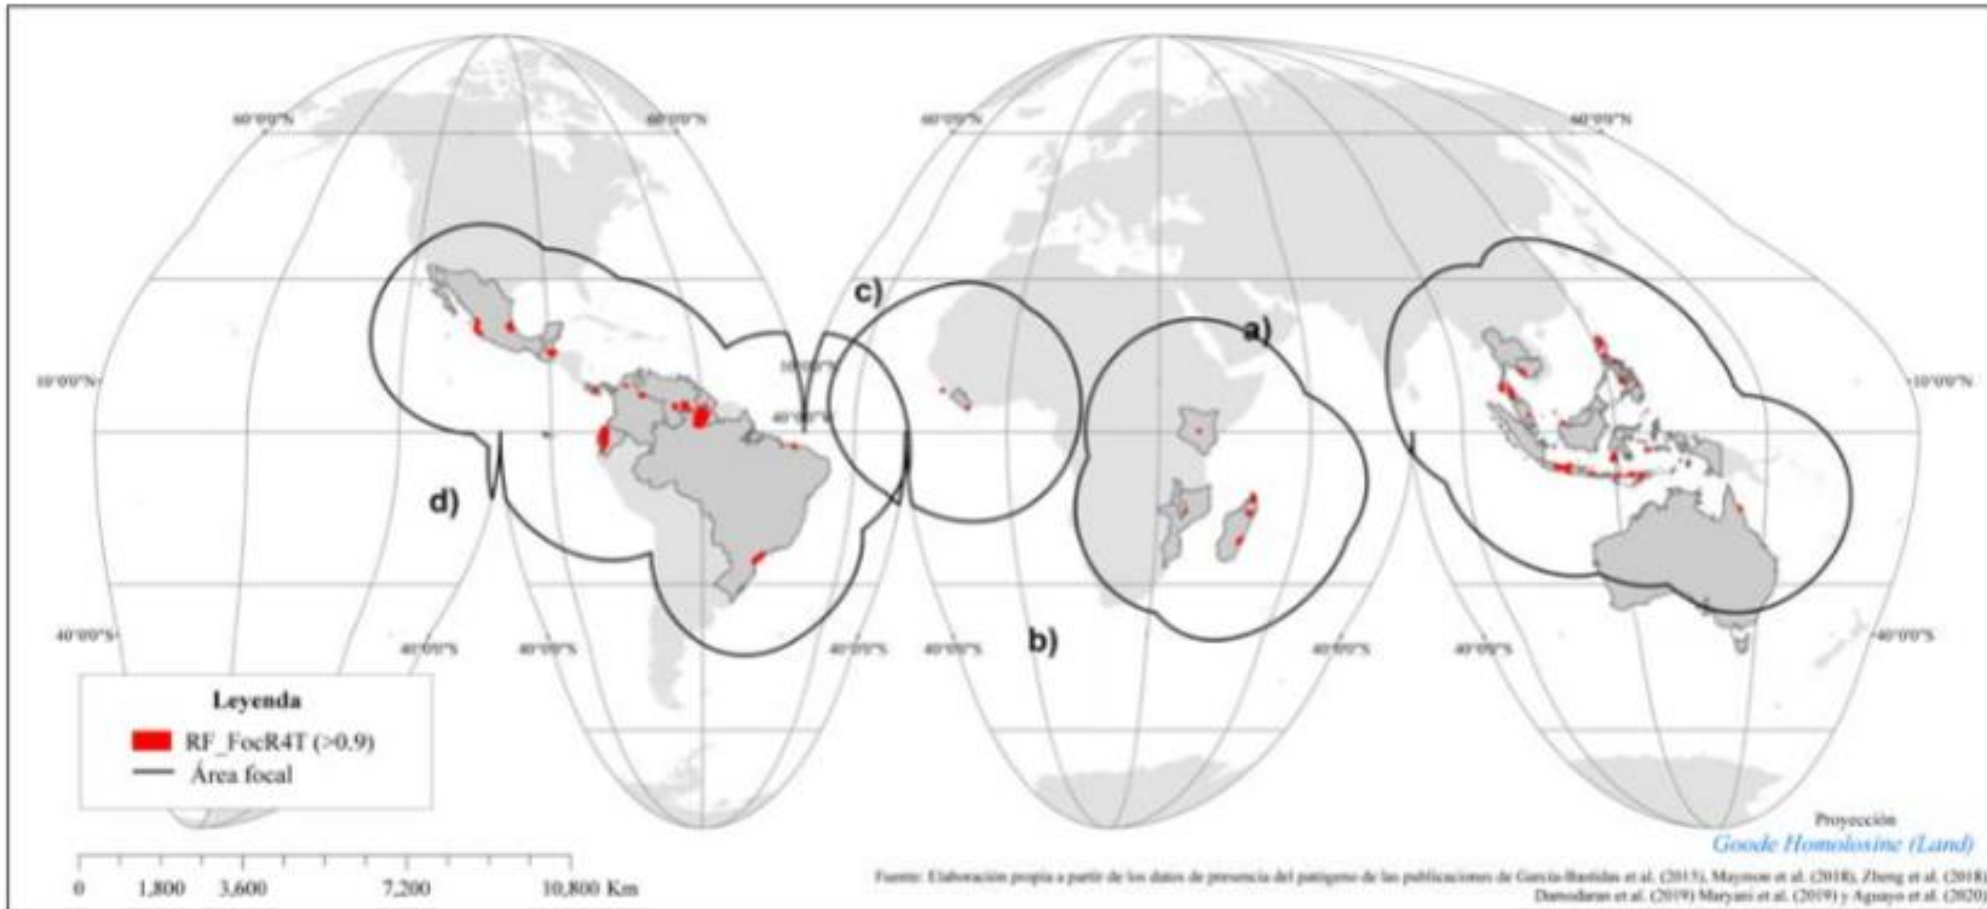 60°0'0"N 60°0'0"N 60°0'0"N 60°0'0"N
c)
a)
10°0'0"N 10°0'0"N
d)
b)
40°0'0"S 40°0'0"S 40°0'0"S 40°0'0"S 40°0'0"S 40°0'0"S 40°0'0"S 40°0'0"S
Leyenda
RF_FocR4T (>0.9)
Área focal
0 1,800 3,600 7,200 10,800 Km
Proyección
Goode Homolosine (Land)
Fuente: Elaboración propia a partir de los datos de presencia del patógeno de las publicaciones de García-Bastidas et al. (2015), Maymon et al. (2018), Zheng et al. (2018)
Damodaran et al. (2019) Maryani et al. (2019) y Aguayo et al. (2020)